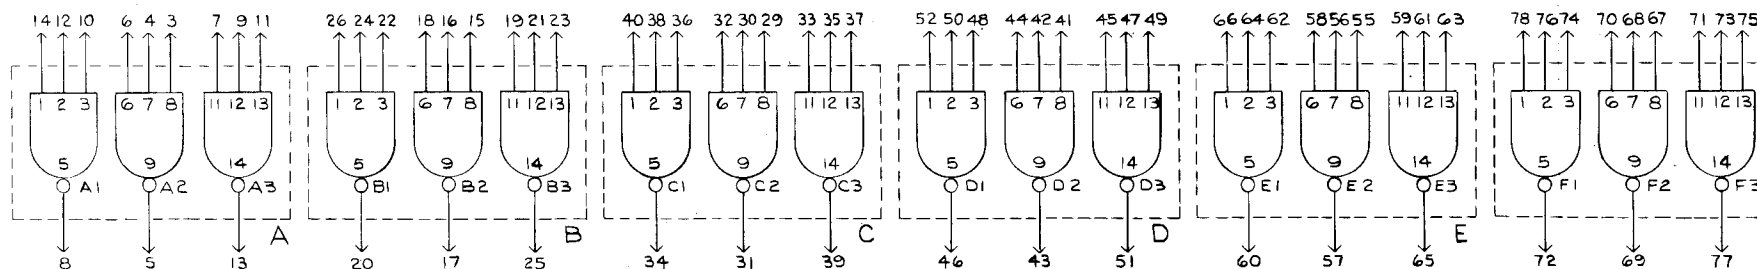 14 12 10 6 4 3 7 9 11 26 24 22 18 16 15 19 21 23 40 38 36 32 30 29 33 35 37 52 50 48 44 42 41 45 47 49 66 64 62 58 56 55 59 61 63 78 76 74 70 68 67 71 73 75
1 2 3 6 7 8 11 12 13 1 2 3 6 7 8 11 12 13 1 2 3 6 7 8 11 12 13 1 2 3 6 7 8 11 12 13 1 2 3 6 7 8 11 12 13 1 2 3 6 7 8 11 12 13
5 9 14 5 9 14 5 9 14 5 9 14 5 9 14 5 9 14
A1 A2 A3 B1 B2 B3 C1 C2 C3 D1 D2 D3 E1 E2 E3 F1 F2 F3
A B C D E
8 5 13 20 17 25 34 31 39 46 43 51 60 57 65 72 69 77